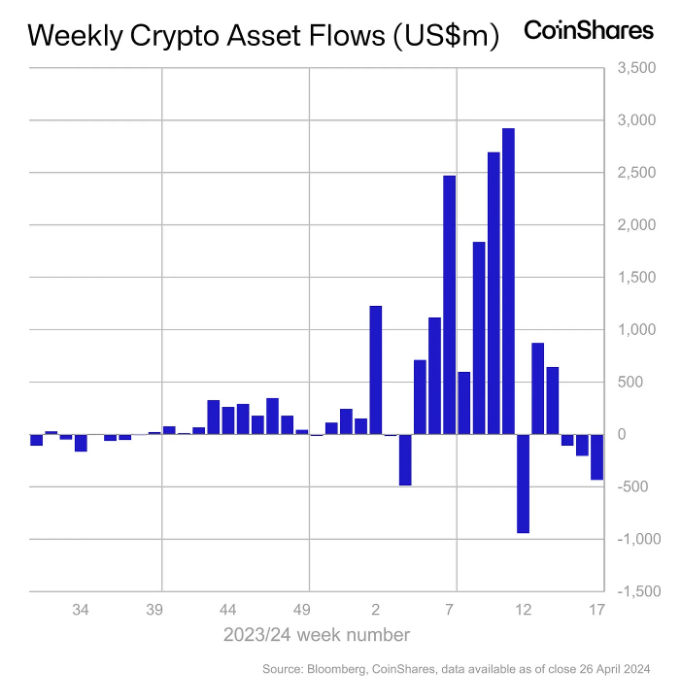 Weekly Crypto Asset Flows (US$m)
CoinShares
3,500
3,000
2,500
2,000
1,500
1,000
500
0
-500
-1,000
-1,500
34 39 44 49 2 7 12 17
2023/24 week number
Source: Bloomberg, CoinShares, data available as of close 26 April 2024